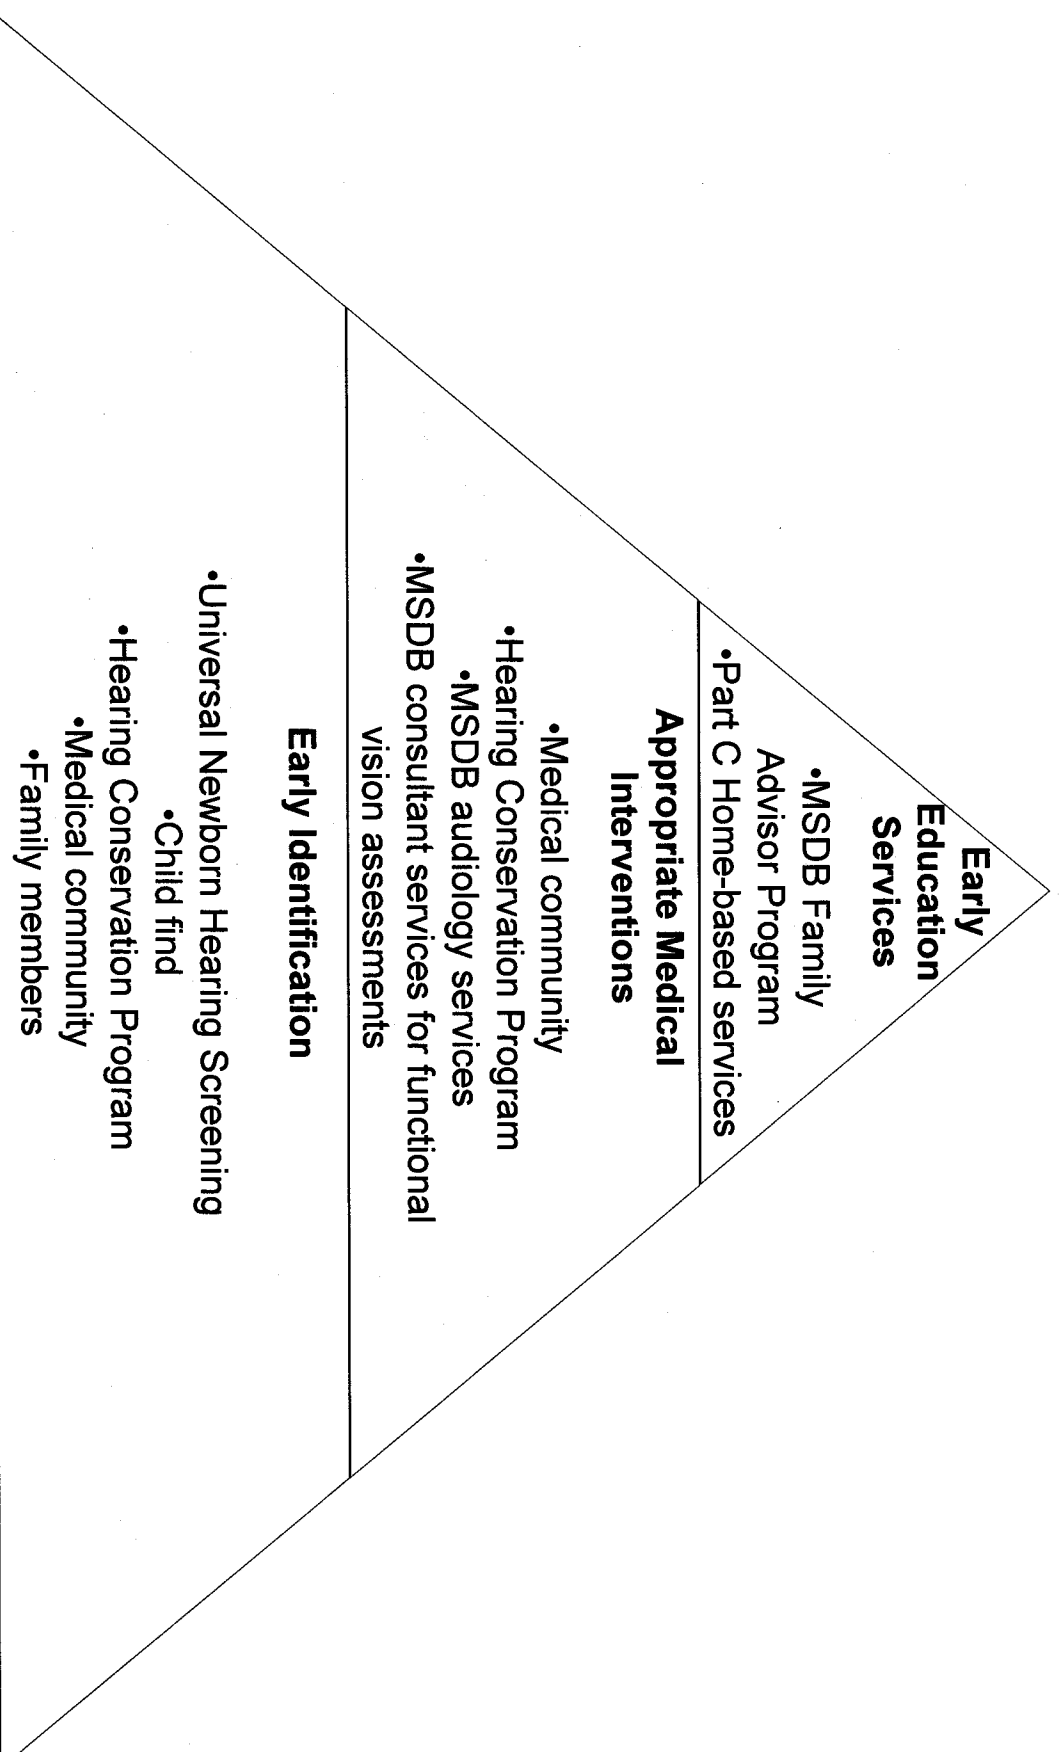 Early
Education
Services
•MSDB Family
Advisor Program
•Part C Home-based services
Appropriate Medical
Interventions
•Medical community
•Hearing Conservation Program
•MSDB audiology services
•MSDB consultant services for functional
vision assessments
Early Identification
•Universal Newborn Hearing Screening
•Child find
•Hearing Conservation Program
•Medical community
•Family members